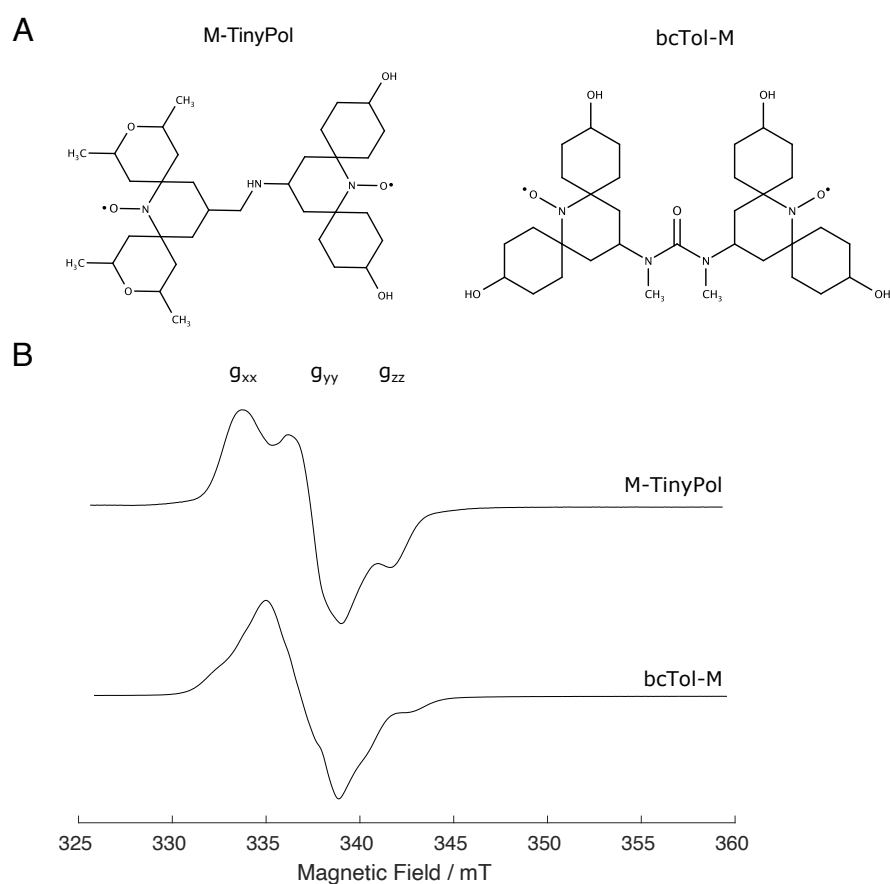 A
M-TinyPol
bcTol-M
OH
CH₃
O
H₃C
HN
N
O•
•O
N
H₃C
O
CH₃
OH
OH
OH
•O
N
O
N
O•
HO
N
N
CH₃
CH₃
OH
B
gxx
gyy
gzz
M-TinyPol
bcTol-M
325 330 335 340 345 350 355 360
Magnetic Field / mT